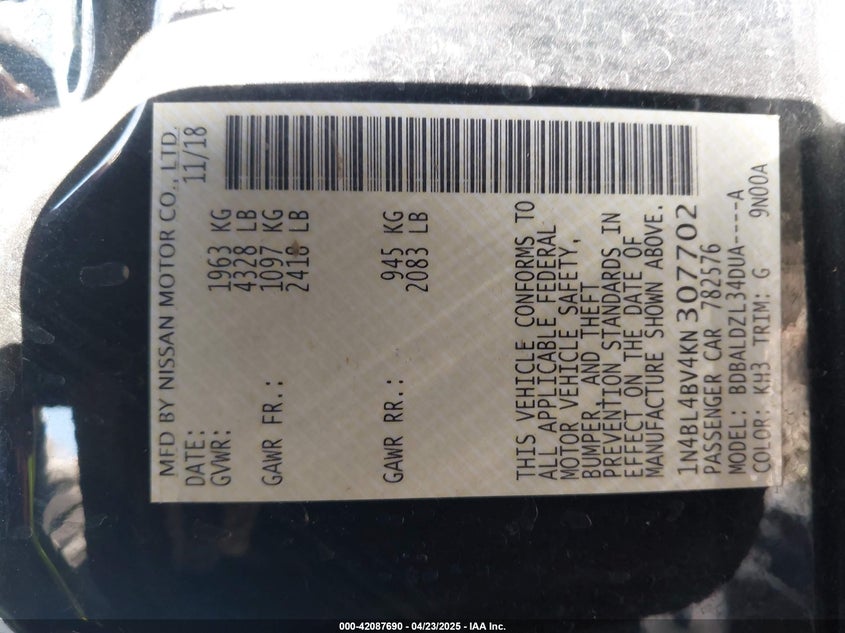 MFD BY NISSAN MOTOR CO., LTD.
DATE: 11/18
GVWR: 1963 KG
4328 LB
GAWR FR.: 1097 KG
2418 LB
GAWR RR.: 945 KG
2083 LB
THIS VEHICLE CONFORMS TO
ALL APPLICABLE FEDERAL
MOTOR VEHICLE SAFETY,
BUMPER, AND THEFT
PREVENTION STANDARDS IN
EFFECT ON THE DATE OF
MANUFACTURE SHOWN ABOVE.
1N4BL4BV4KN307702
PASSENGER CAR 782576
MODEL: BDBALDZL34DUA----A
COLOR: KH3 TRIM: G 9N00A
000-42087690 - 04/23/2025 - IAA Inc.